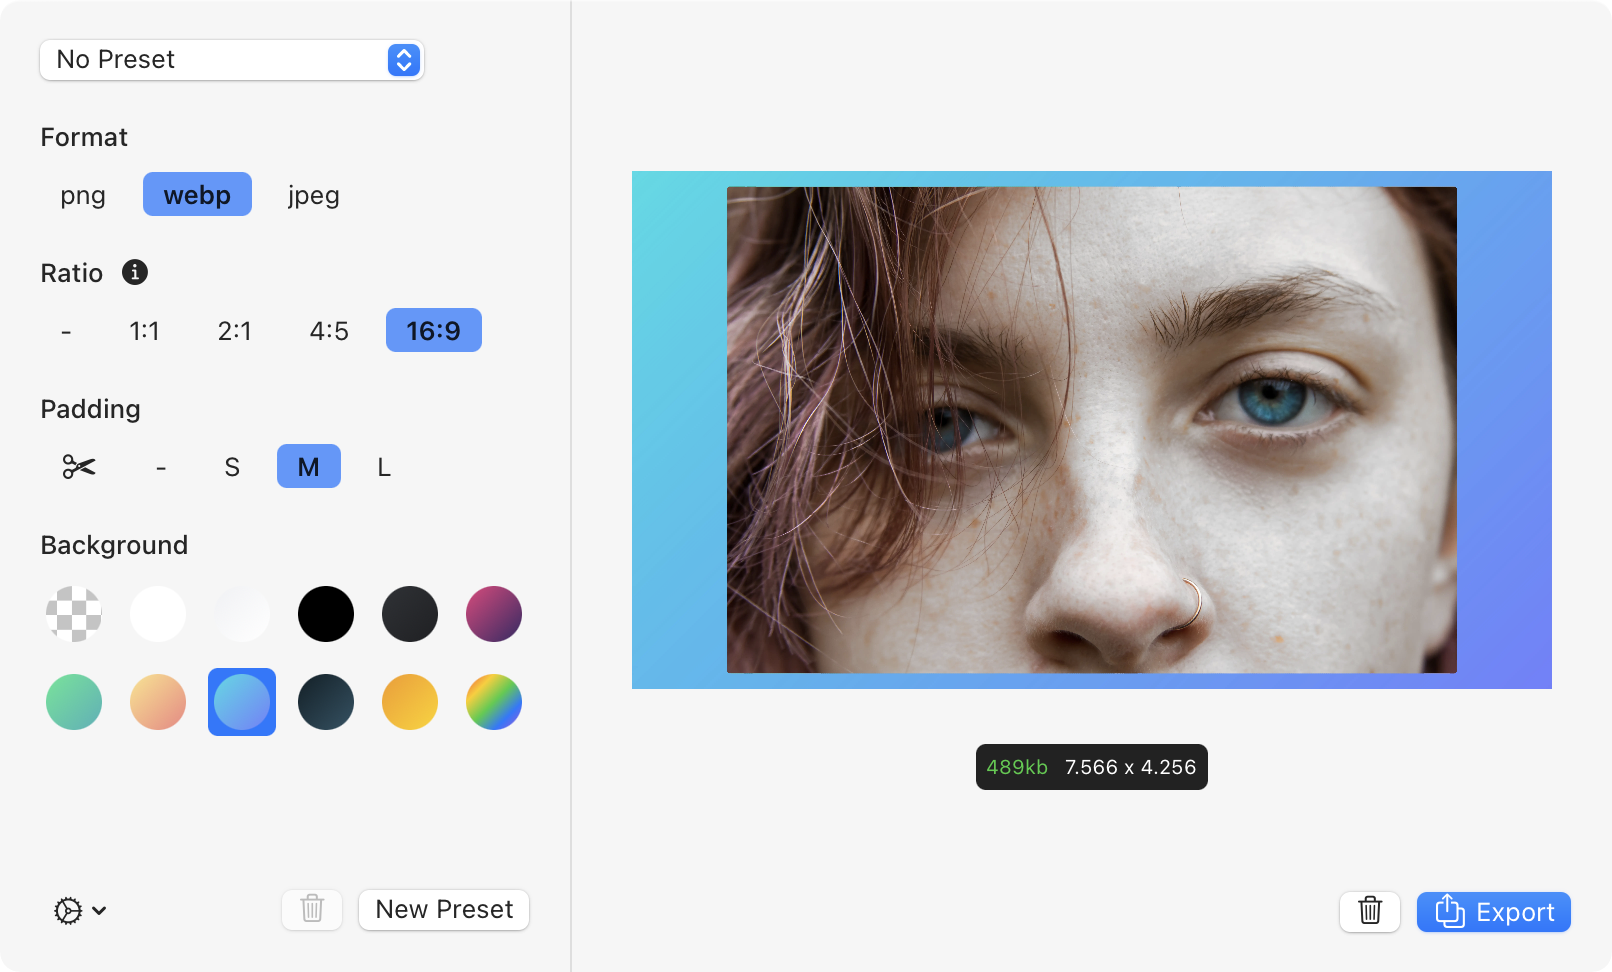 No Preset
Format
png webp jpeg
Ratio
- 1:1 2:1 4:5 16:9
Padding
- S M L
Background
489kb 7.566 x 4.256
New Preset
Export